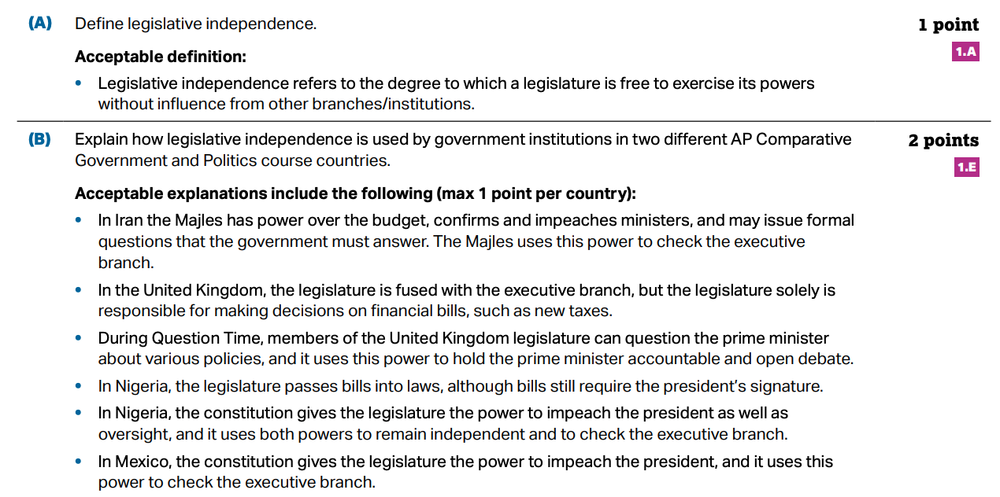 (A) Define legislative independence. 1 point
1.A
Acceptable definition:
• Legislative independence refers to the degree to which a legislature is free to exercise its powers
without influence from other branches/institutions.
(B) Explain how legislative independence is used by government institutions in two different AP Comparative 2 points
Government and Politics course countries.
1.E
Acceptable explanations include the following (max 1 point per country):
• In Iran the Majles has power over the budget, confirms and impeaches ministers, and may issue formal
questions that the government must answer. The Majles uses this power to check the executive
branch.
• In the United Kingdom, the legislature is fused with the executive branch, but the legislature solely is
responsible for making decisions on financial bills, such as new taxes.
• During Question Time, members of the United Kingdom legislature can question the prime minister
about various policies, and it uses this power to hold the prime minister accountable and open debate.
• In Nigeria, the legislature passes bills into laws, although bills still require the president’s signature.
• In Nigeria, the constitution gives the legislature the power to impeach the president as well as
oversight, and it uses both powers to remain independent and to check the executive branch.
• In Mexico, the constitution gives the legislature the power to impeach the president, and it uses this
power to check the executive branch.